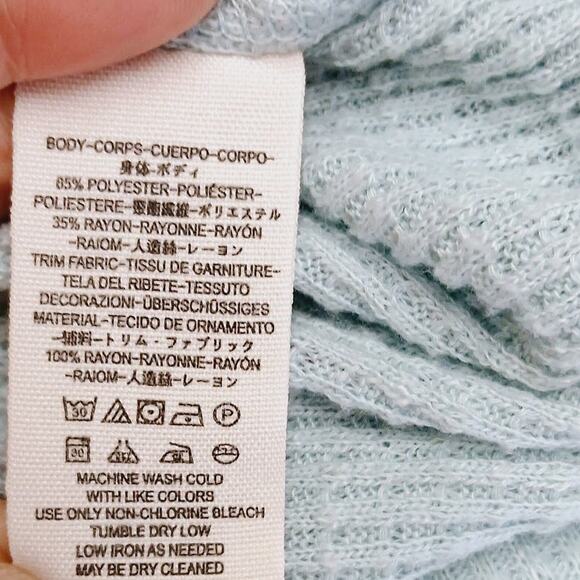 BODY-CORPS-CUERPO-CORPO-
身体-ボディ
65% POLYESTER-POLIÉSTER-
POLIESTERE-聚酯纖維-ポリエステル
35% RAYON-RAYONNE-RAYÓN
-RAIOM-人造絲-レーヨン
TRIM FABRIC-TISSU DE GARNITURE-
TELA DEL RIBETE-TESSUTO
DECORAZIONI-ÜBERSCHÜSSIGES
MATERIAL-TECIDO DE ORNAMENTO
-輔料-トリム・ファブリック
100% RAYON-RAYONNE-RAYÓN
-RAIOM-人造絲-レーヨン
30 P
30
MACHINE WASH COLD
WITH LIKE COLORS
USE ONLY NON-CHLORINE BLEACH
TUMBLE DRY LOW
LOW IRON AS NEEDED
MAY BE DRY CLEANED